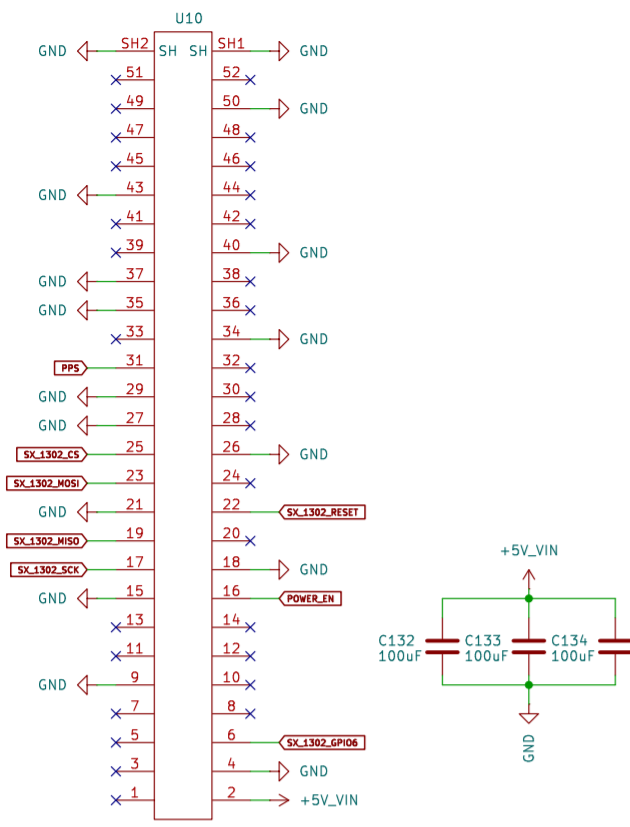 U10
GND SH2 SH SH SH1 GND
51 52
49 50 GND
47 48
45 46
GND 43 44
41 42
39 40 GND
GND 37 38
GND 35 36
33 34 GND
PPS 31 32
GND 29 30
GND 27 28
SX_1302_CS 25 26 GND
SX_1302_MOSI 23 24
GND 21 22 SX_1302_RESET
SX_1302_MISO 19 20
SX_1302_SCK 17 18 GND
GND 15 16 POWER_EN
13 14
11 12
GND 9 10
7 8
5 6 SX_1302_GPIO6
3 4 GND
1 2 +5V_VIN
+5V_VIN
C132 C133 C134
100uF 100uF 100uF
GND